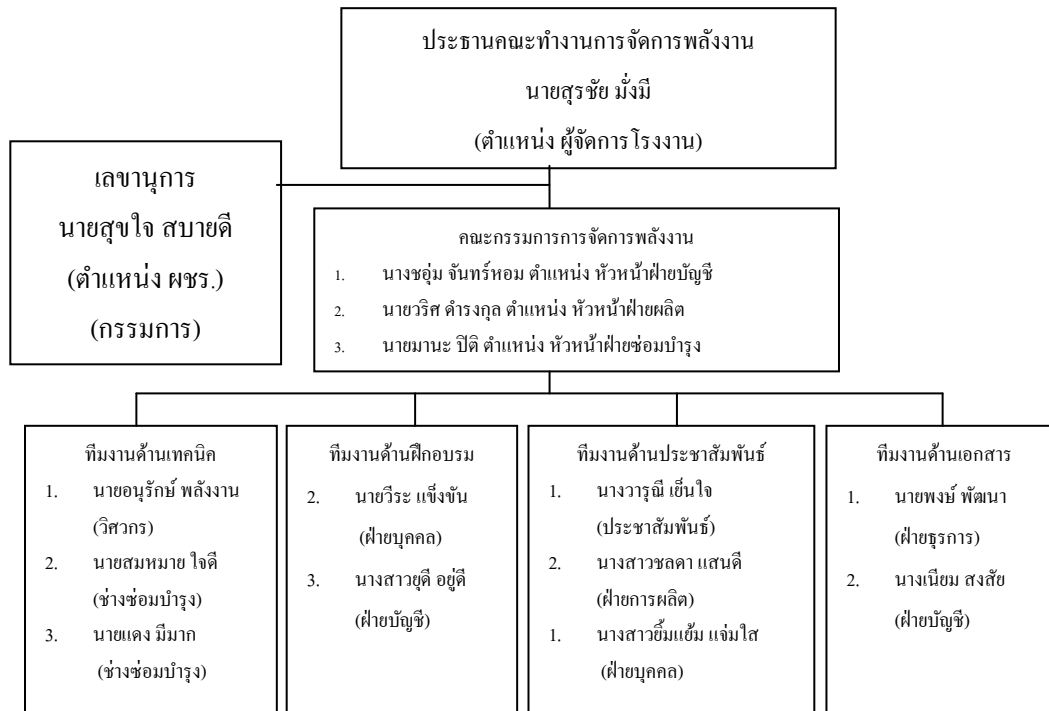 ประธานคณะทำงานการจัดการพลังงาน
นายสุรชัย มั่งมี
(ตำแหน่ง ผู้จัดการโรงงาน)
เลขานุการ
นายสุขใจ สบายดี
(ตำแหน่ง ผชร.)
(กรรมการ)
คณะกรรมการการจัดการพลังงาน
1. นางชอุ่ม จันทร์หอม ตำแหน่ง หัวหน้าฝ่ายบัญชี
2. นายวริศ ดำรงกุล ตำแหน่ง หัวหน้าฝ่ายผลิต
3. นายมานะ ปิติ ตำแหน่ง หัวหน้าฝ่ายซ่อมบำรุง
ทีมงานด้านเทคนิค
1. นายอนุรักษ์ พลังงาน
(วิศวกร)
2. นายสมหมาย ใจดี
(ช่างซ่อมบำรุง)
3. นายแดง มีมาก
(ช่างซ่อมบำรุง)
ทีมงานด้านฝึกอบรม
2. นายวีระ แข็งขัน
(ฝ่ายบุคคล)
3. นางสาวยุดี อยู่ดี
(ฝ่ายบัญชี)
ทีมงานด้านประชาสัมพันธ์
1. นางวารุณี เย็นใจ
(ประชาสัมพันธ์)
2. นางสาวชลดา แสนดี
(ฝ่ายการผลิต)
1. นางสาวยิ้มแย้ม แจ่มใส
(ฝ่ายบุคคล)
ทีมงานด้านเอกสาร
1. นายพงษ์ พัฒนา
(ฝ่ายธุรการ)
2. นางเนียม สงสัย
(ฝ่ายบัญชี)